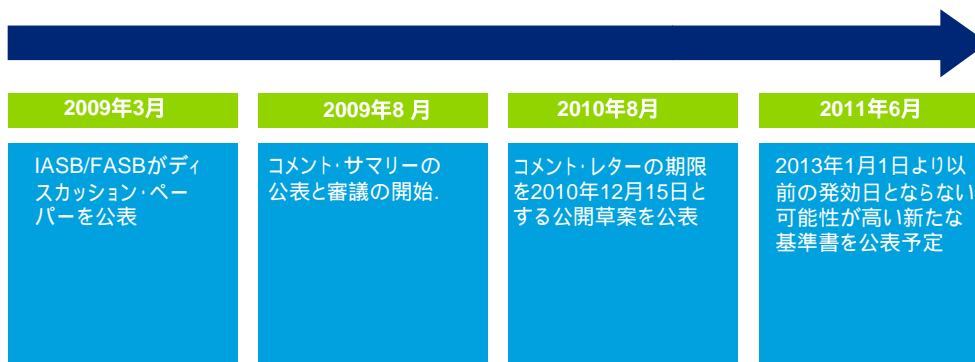 2009年3月
IASB/FASBがディ
スカッション・ペー
パーを公表
2009年8 月
コメント・サマリーの
公表と審議の開始.
2010年8月
コメント・レターの期限
を2010年12月15日と
する公開草案を公表
2011年6月
2013年1月1日より以
前の発効日とならない
可能性が高い新たな
基準書を公表予定